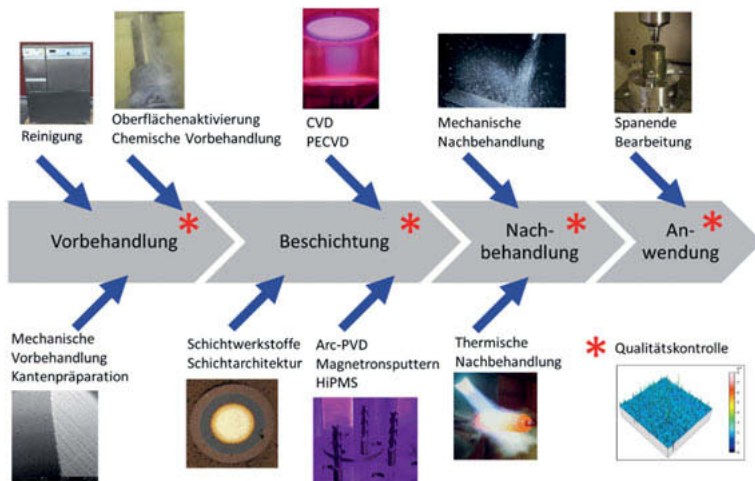 Reinigung
Oberflächenaktivierung
Chemische Vorbehandlung
CVD
PECVD
Mechanische
Nachbehandlung
Spanende
Bearbeitung
Vorbehandlung *
Beschichtung *
Nach-
behandlung *
An-
wendung *
Mechanische
Vorbehandlung
Kantenpräparation
Schichtwerkstoffe
Schichtarchitektur
Arc-PVD
Magnetronsputtern
HiPMS
Thermische
Nachbehandlung
* Qualitätskontrolle